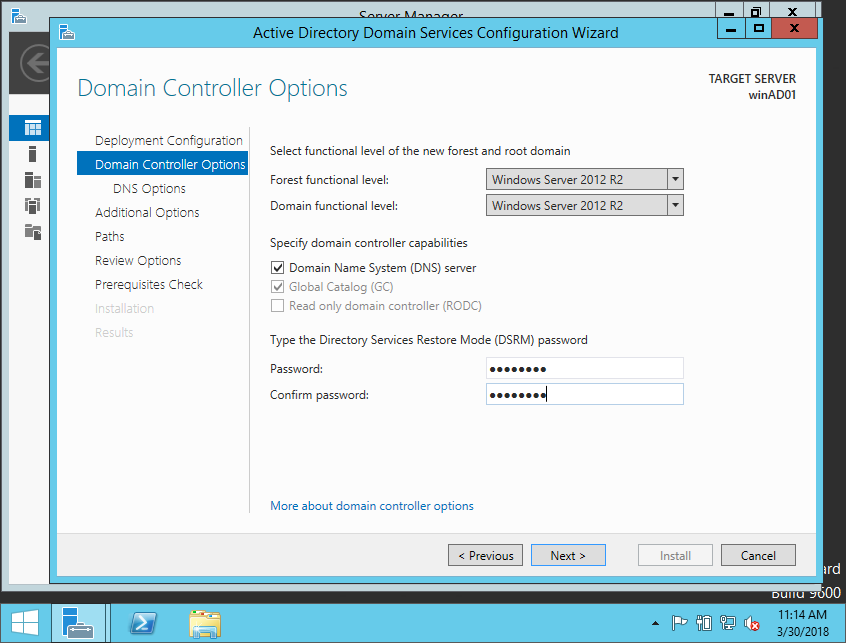 Server Manager
Active Directory Domain Services Configuration Wizard
Domain Controller Options
TARGET SERVER
winAD01
Deployment Configuration
Domain Controller Options
DNS Options
Additional Options
Paths
Review Options
Prerequisites Check
Installation
Results
Select functional level of the new forest and root domain
Forest functional level: Windows Server 2012 R2
Domain functional level: Windows Server 2012 R2
Specify domain controller capabilities
Domain Name System (DNS) server
Global Catalog (GC)
Read only domain controller (RODC)
Type the Directory Services Restore Mode (DSRM) password
Password: ●●●●●●●●
Confirm password: ●●●●●●●●
More about domain controller options
< Previous Next > Install Cancel
Build 9600
11:14 AM
3/30/2018